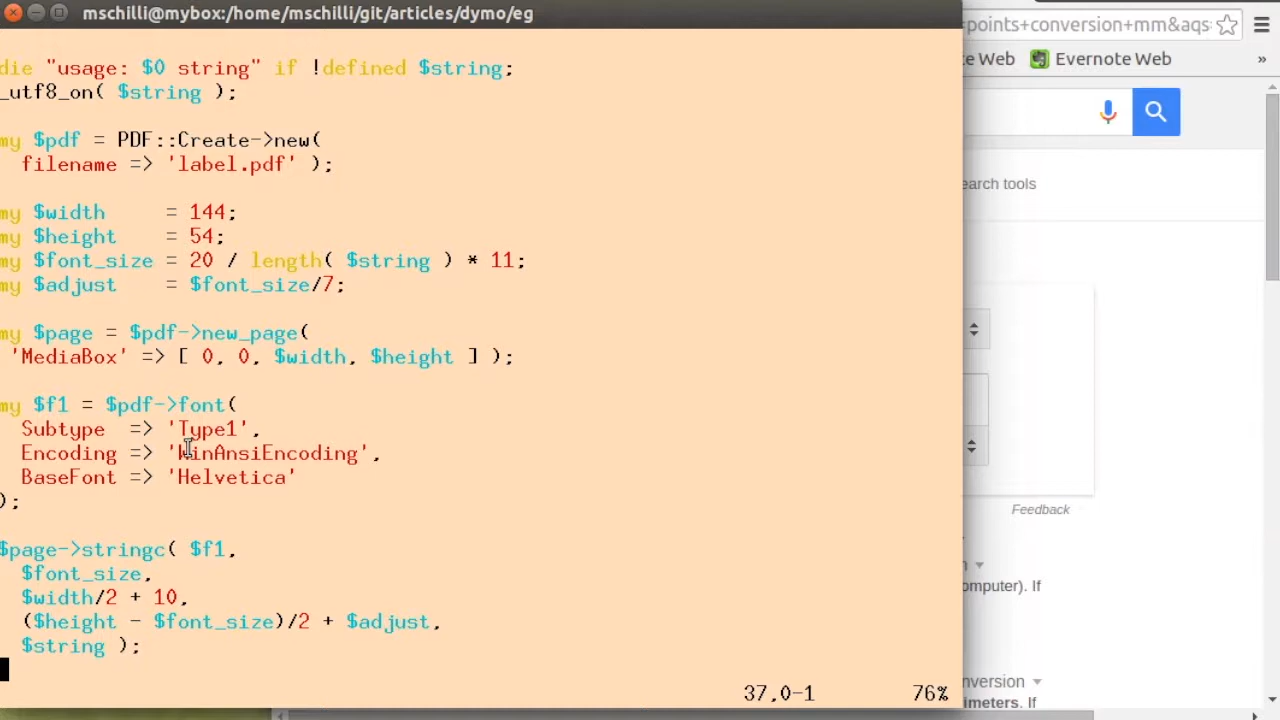 mschilli@mybox:/home/mschilli/git/articles/dymo/eg
die "usage: $0 string" if !defined $string;
_utf8_on( $string );
my $pdf = PDF::Create->new(
filename => 'label.pdf' );
my $width = 144;
my $height = 54;
my $font_size = 20 / length( $string ) * 11;
my $adjust = $font_size/7;
my $page = $pdf->new_page(
'MediaBox' => [ 0, 0, $width, $height ] );
my $f1 = $pdf->font(
Subtype => 'Type1',
Encoding => 'WinAnsiEncoding',
BaseFont => 'Helvetica'
);
$page->stringc( $f1,
$font_size,
$width/2 + 10,
($height - $font_size)/2 + $adjust,
$string );
37,0-1 76%
points+conversion+mm&aqs
e Web Evernote Web »
earch tools
Feedback
n
omputer). If
nversion
imeters. If